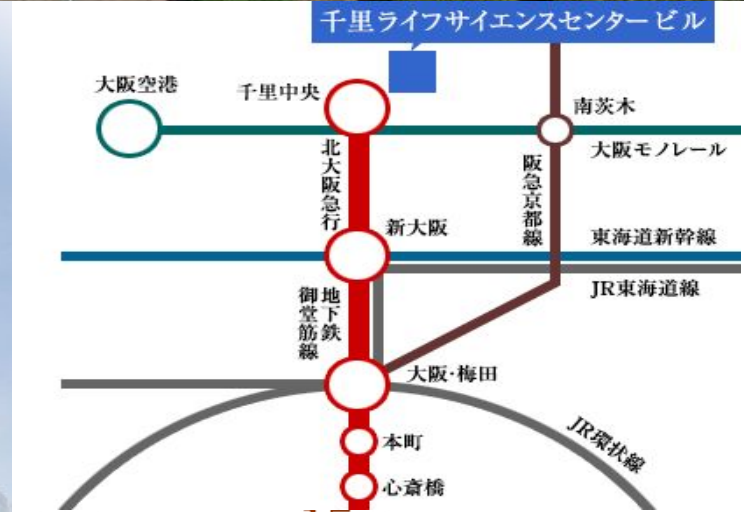 千里ライフサイエンスセンタービル
大阪空港
千里中央
南茨木
大阪モノレール
北大阪急行
阪急京都線
新大阪
東海道新幹線
JR東海道線
地下鉄
御堂筋線
大阪・梅田
JR環状線
本町
心斎橋